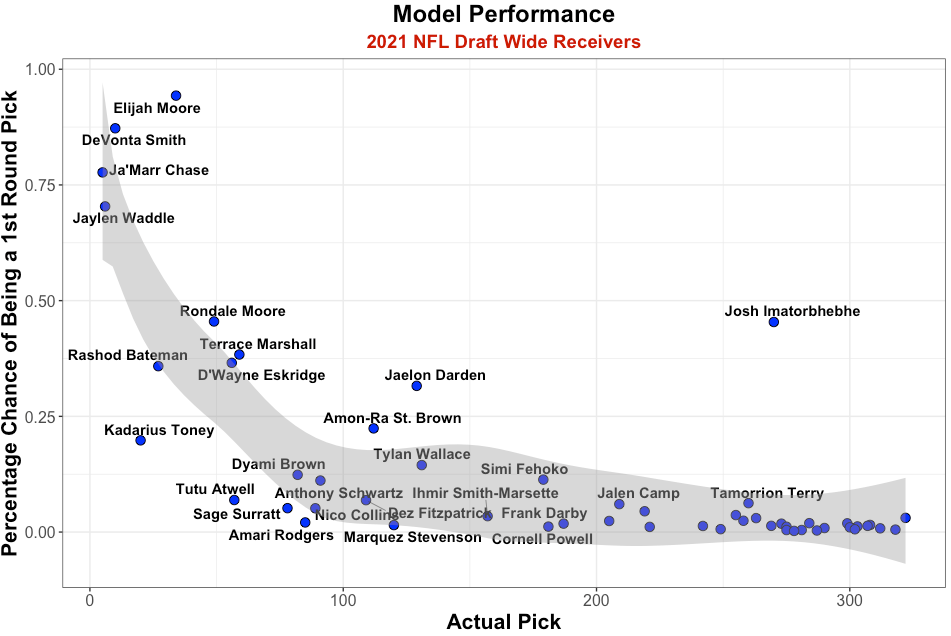 Model Performance
2021 NFL Draft Wide Receivers
Percentage Chance of Being a 1st Round Pick
1.00
Elijah Moore
DeVonta Smith
Ja'Marr Chase
0.75
Jaylen Waddle
0.50
Rondale Moore
Josh Imatorbhebhe
Terrace Marshall
Rashod Bateman
D'Wayne Eskridge
Jaelon Darden
0.25
Amon-Ra St. Brown
Kadarius Toney
Tylan Wallace
Dyami Brown
Simi Fehoko
Tutu Atwell
Anthony Schwartz
Ihmir Smith-Marsette
Jalen Camp
Tamorrion Terry
Sage Surratt
Nico Collins
Dez Fitzpatrick
Frank Darby
0.00
Amari Rodgers
Marquez Stevenson
Cornell Powell
0
100
200
300
Actual Pick